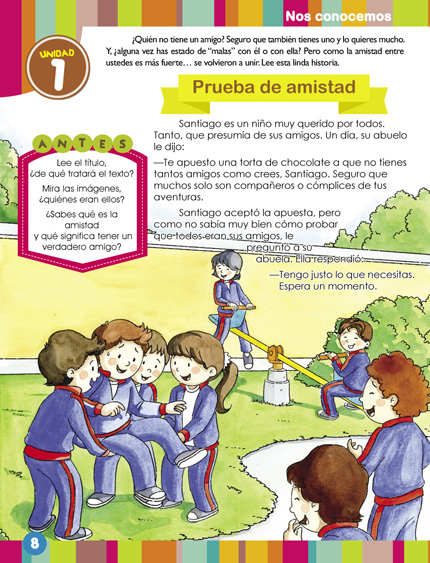 Nos conocemos
UNIDAD
1
¿Quién no tiene un amigo? Seguro que también tienes uno y lo quieres mucho.
Y, ¿alguna vez has estado de “malas” con él o con ella? Pero como la amistad entre
ustedes es más fuerte… se volvieron a unir. Lee esta linda historia.
Prueba de amistad
Santiago es un niño muy querido por todos.
Tanto, que presumía de sus amigos. Un día, su abuelo
le dijo:
—Te apuesto una torta de chocolate a que no tienes
tantos amigos como crees, Santiago. Seguro que
muchos solo son compañeros o cómplices de tus
aventuras.
Santiago aceptó la apuesta, pero
como no sabía muy bien cómo probar
que todos eran sus amigos, le
preguntó a su
abuela. Ella respondió:
—Tengo justo lo que necesitas.
Espera un momento.
ANTES
Lee el título,
¿de qué tratará el texto?
Mira las imágenes,
¿quiénes eran ellos?
¿Sabes qué es la
amistad
y qué significa tener un
verdadero amigo?
8